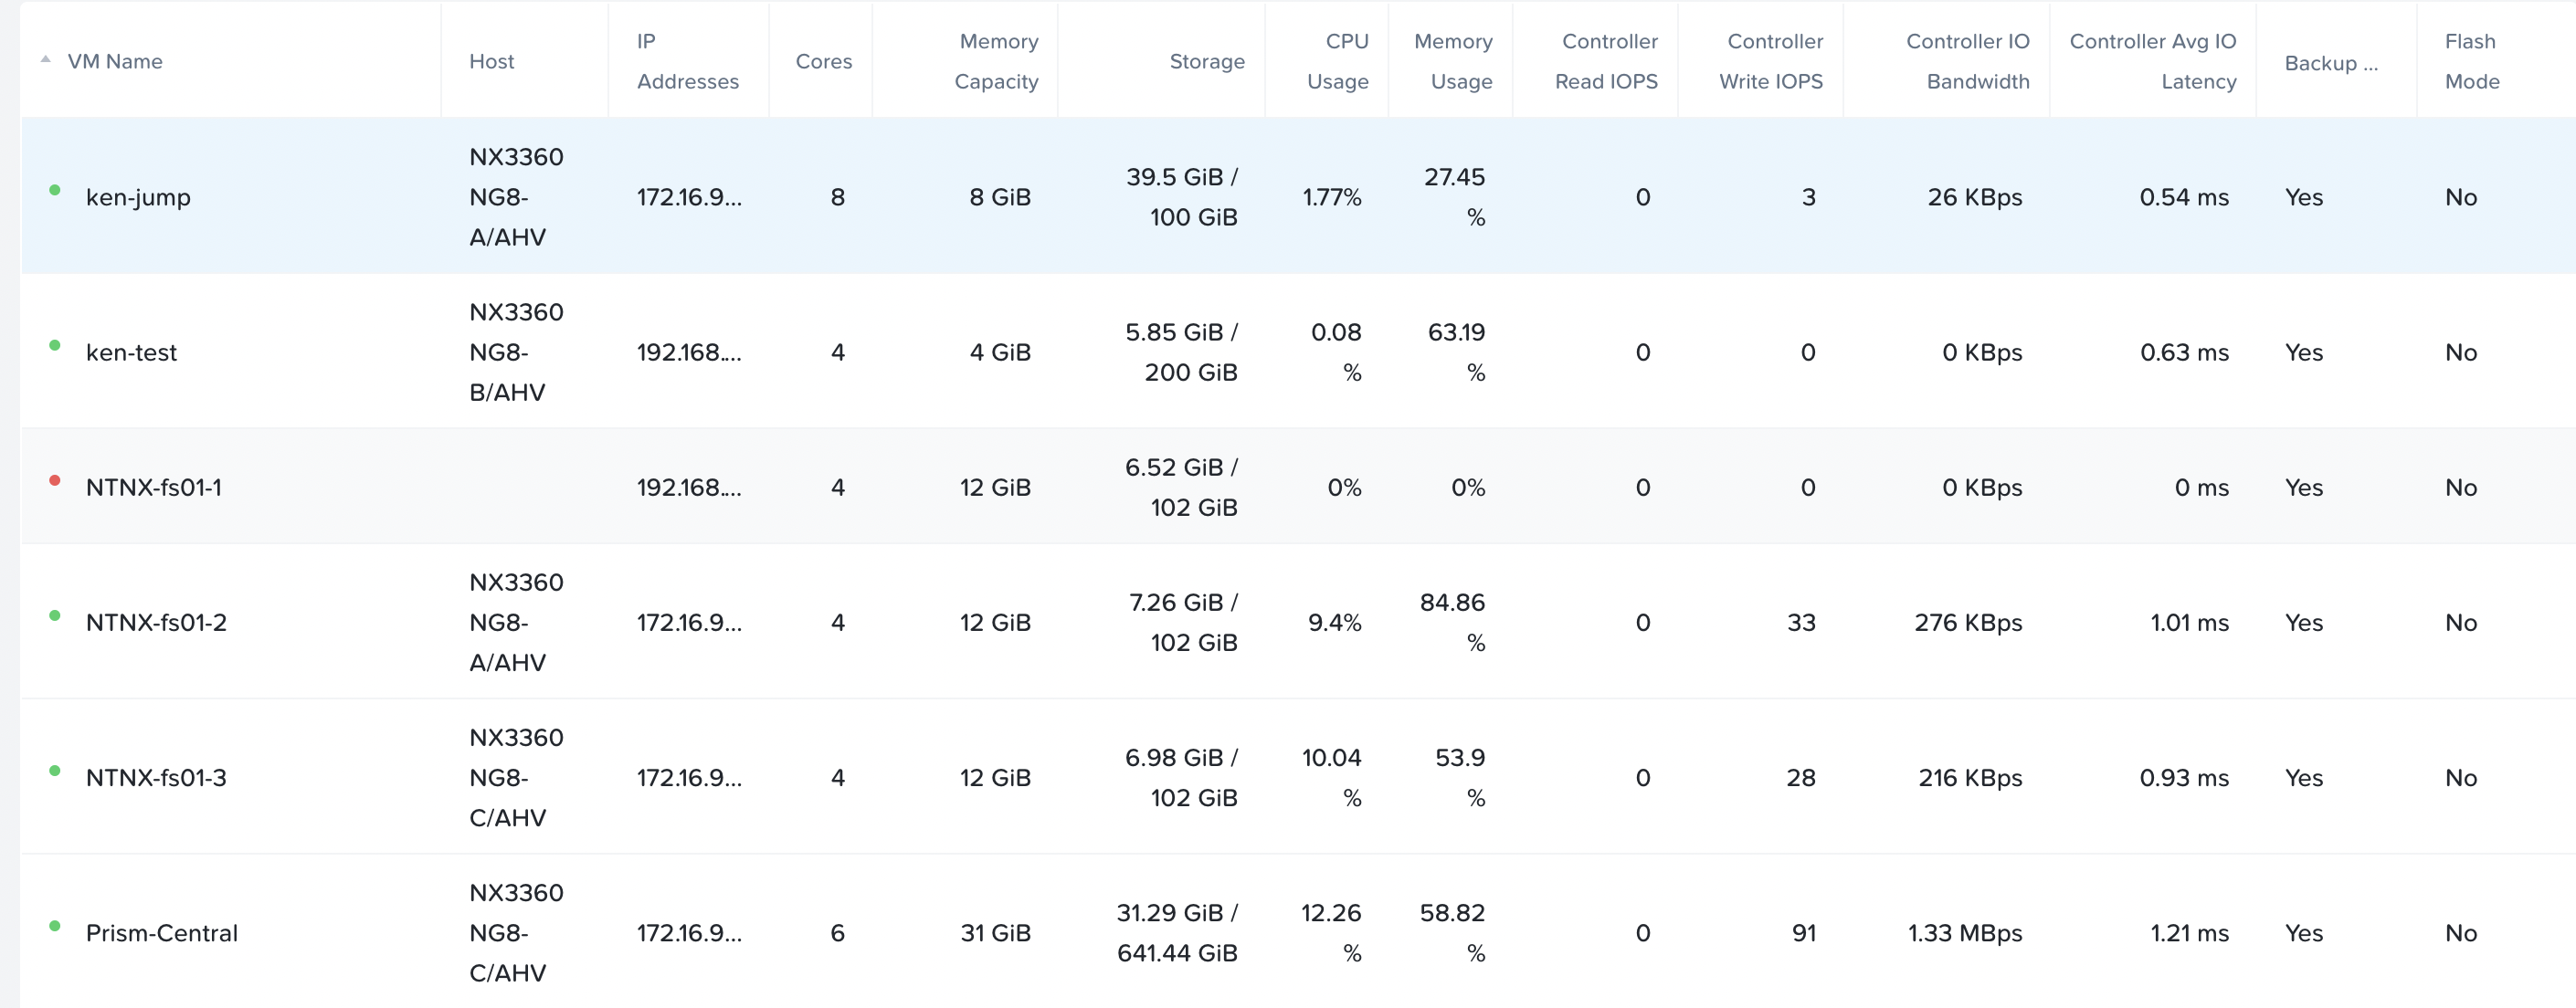 VM Name
Host
IP
Addresses
Cores
Memory
Capacity
Storage
CPU
Usage
Memory
Usage
Controller
Read IOPS
Controller
Write IOPS
Controller IO
Bandwidth
Controller Avg IO
Latency
Backup ...
Flash
Mode
ken-jump
NX3360
NG8-
A/AHV
172.16.9...
8
8 GiB
39.5 GiB /
100 GiB
1.77%
27.45
%
0
3
26 KBps
0.54 ms
Yes
No
ken-test
NX3360
NG8-
B/AHV
192.168....
4
4 GiB
5.85 GiB /
200 GiB
0.08
%
63.19
%
0
0
0 KBps
0.63 ms
Yes
No
NTNX-fs01-1
192.168....
4
12 GiB
6.52 GiB /
102 GiB
0%
0%
0
0
0 KBps
0 ms
Yes
No
NTNX-fs01-2
NX3360
NG8-
A/AHV
172.16.9...
4
12 GiB
7.26 GiB /
102 GiB
9.4%
84.86
%
0
33
276 KBps
1.01 ms
Yes
No
NTNX-fs01-3
NX3360
NG8-
C/AHV
172.16.9...
4
12 GiB
6.98 GiB /
102 GiB
10.04
%
53.9
%
0
28
216 KBps
0.93 ms
Yes
No
Prism-Central
NX3360
NG8-
C/AHV
172.16.9...
6
31 GiB
31.29 GiB /
641.44 GiB
12.26
%
58.82
%
0
91
1.33 MBps
1.21 ms
Yes
No